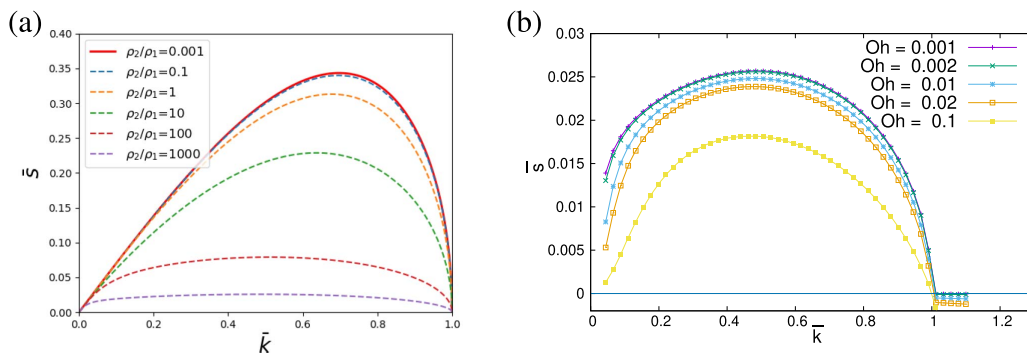 (a)
0.40
0.35
0.30
0.25
0.20
0.15
0.10
0.05
0.00
s̄
ρ₂/ρ₁=0.001
ρ₂/ρ₁=0.1
ρ₂/ρ₁=1
ρ₂/ρ₁=10
ρ₂/ρ₁=100
ρ₂/ρ₁=1000
0.0 0.2 0.4 0.6 0.8 1.0
k̄
(b)
0.03
0.025
0.02
0.015
0.01
0.005
0
s̄
Oh = 0.001
Oh = 0.002
Oh = 0.01
Oh = 0.02
Oh = 0.1
0 0.2 0.4 0.6 0.8 1 1.2
k̄